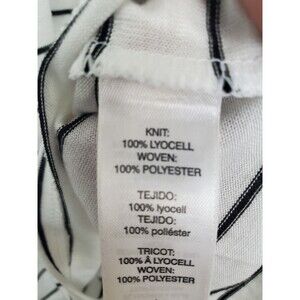 KNIT:
100% LYOCELL
WOVEN:
100% POLYESTER
TEJIDO:
100% lyocell
TEJIDO:
100% poliéster
TRICOT:
100% Â LYOCELL
WOVEN:
100% POLYESTER